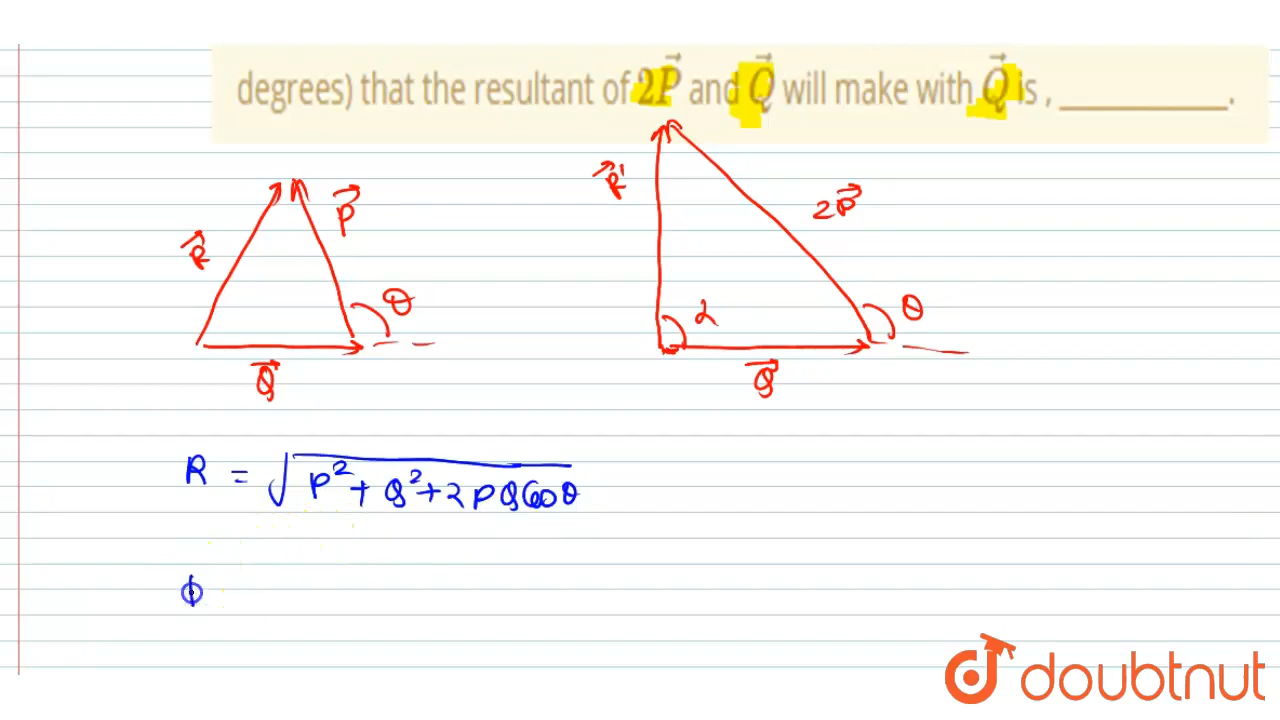 degrees) that the resultant of 2P⃗ and Q⃗ will make with Q⃗ is , ____________.
R⃗'
P⃗
2P⃗
R⃗
θ
α
θ
Q⃗
Q⃗
R = √P² + Q² + 2PQ Cos θ
doubtnut